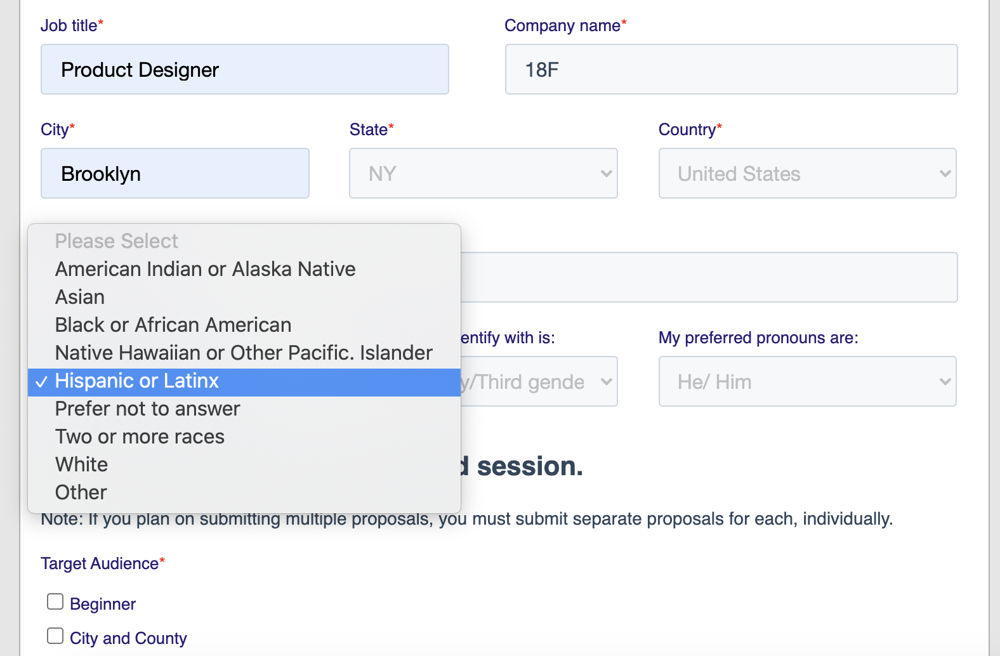 Job title* Company name*
Product Designer 18F
City* State* Country*
Brooklyn NY United States
Please Select
American Indian or Alaska Native
Asian
Black or African American
Native Hawaiian or Other Pacific. Islander
✓ Hispanic or Latinx
Prefer not to answer
Two or more races
White
Other
with is: My preferred pronouns are:
/Third gende He/ Him
session.
Note: If you plan on submitting multiple proposals, you must submit separate proposals for each, individually.
Target Audience*
Beginner
City and County